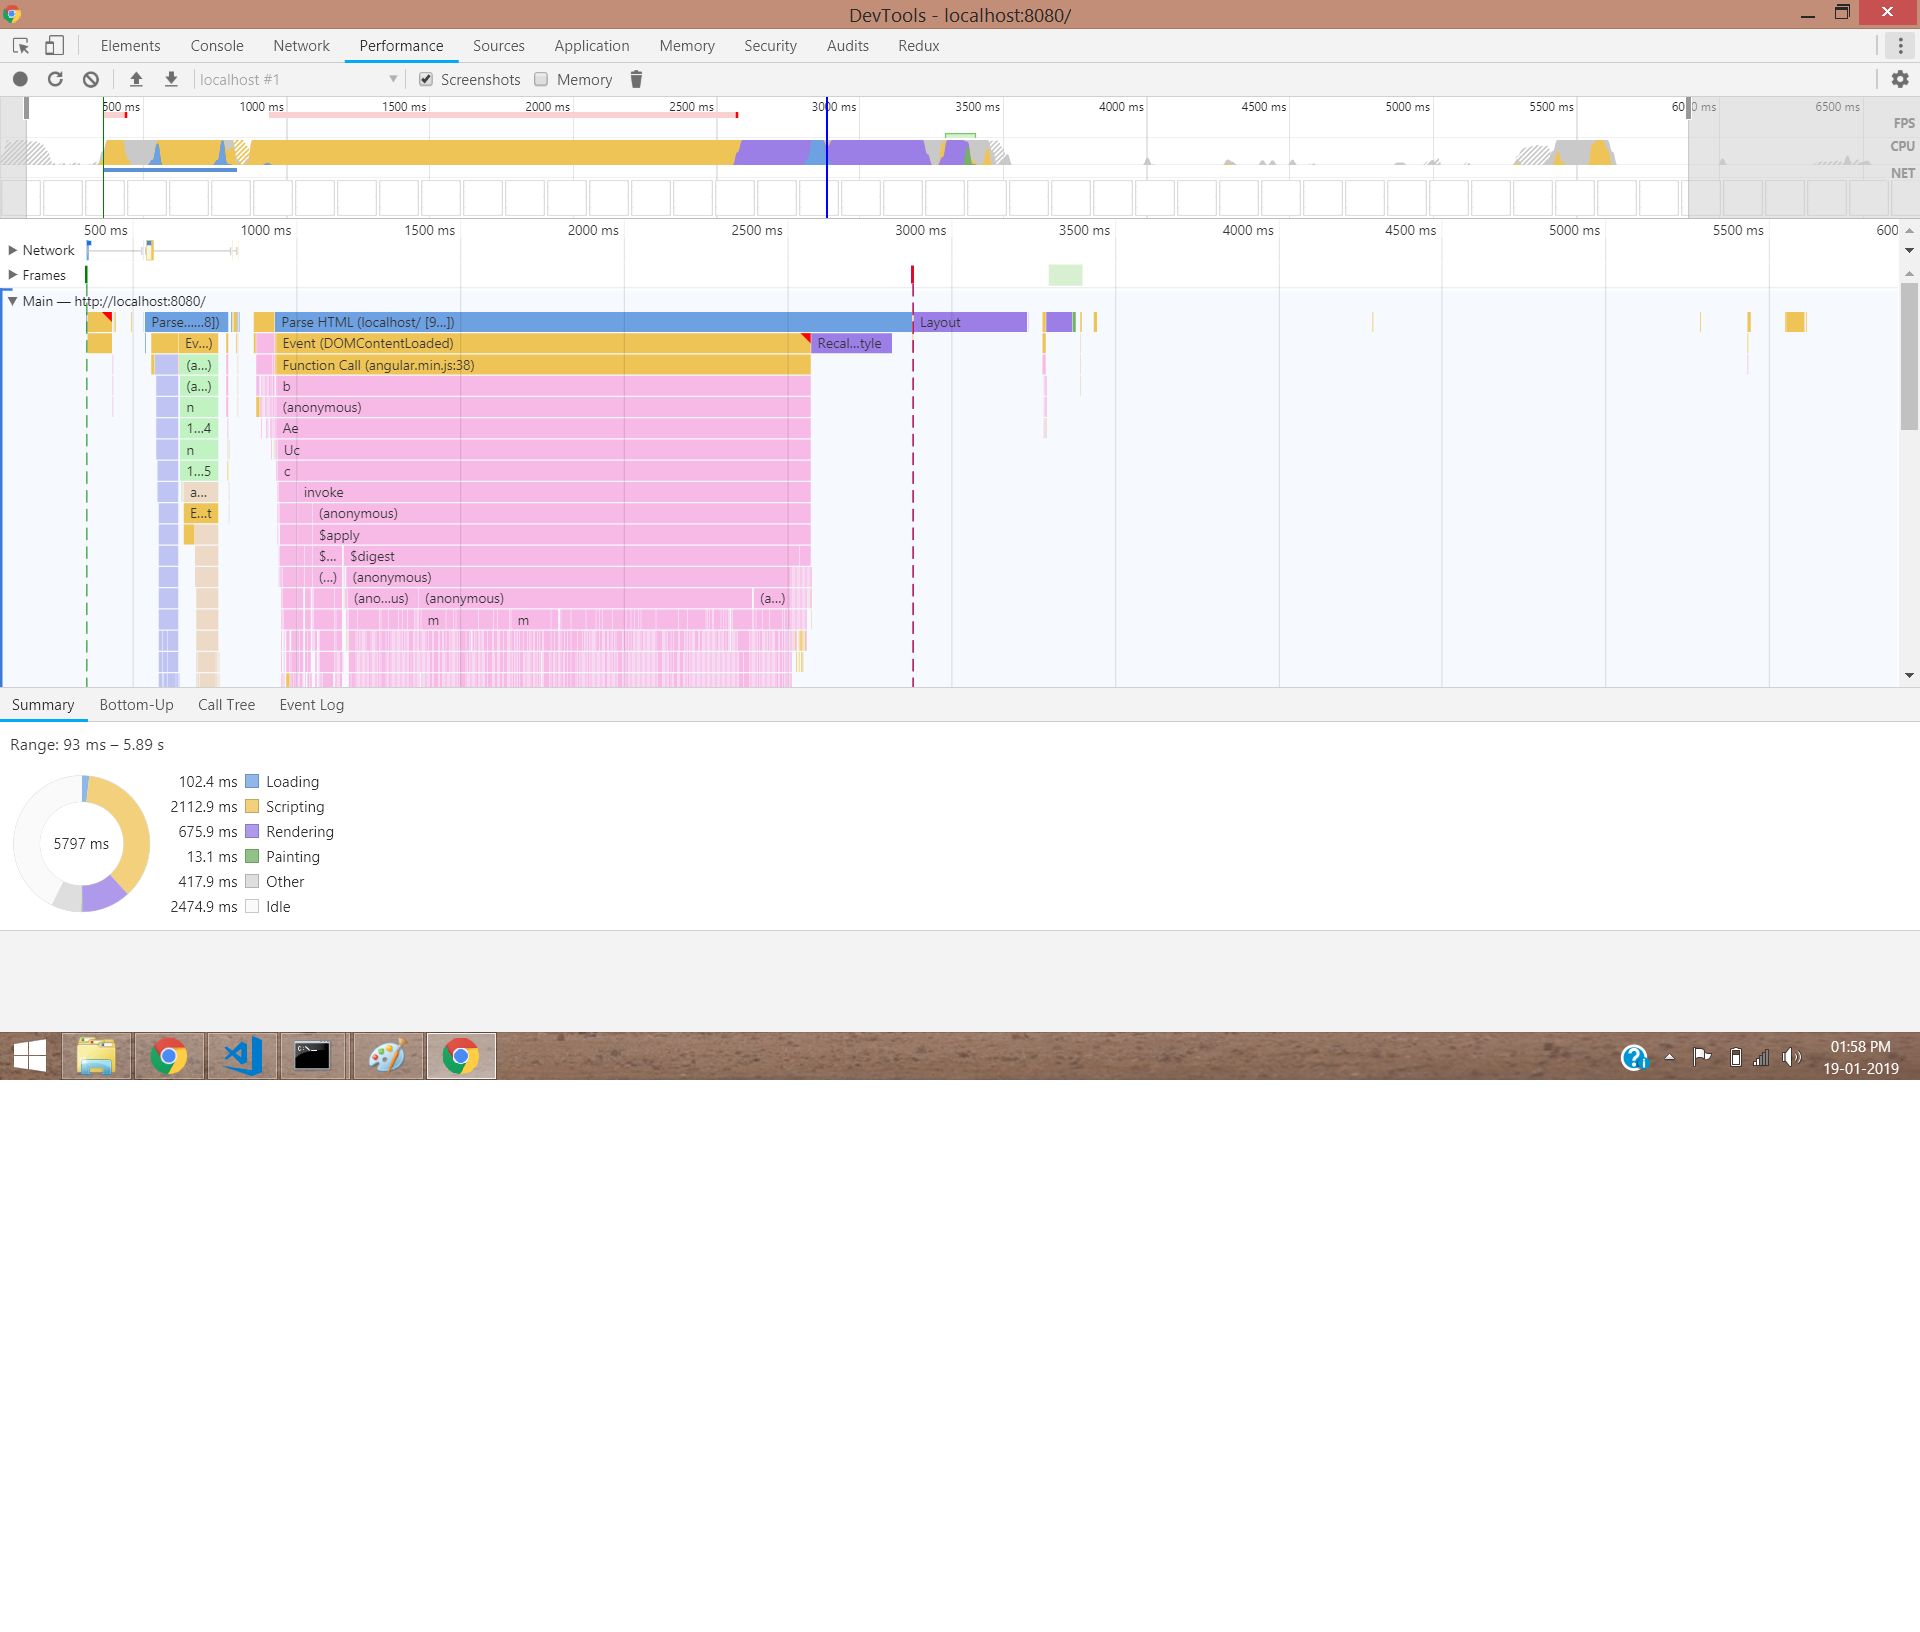 DevTools - localhost:8080/
Elements Console Network Performance Sources Application Memory Security Audits Redux
localhost #1 Screenshots Memory
500 ms 1000 ms 1500 ms 2000 ms 2500 ms 3000 ms 3500 ms 4000 ms 4500 ms 5000 ms 5500 ms 6000 ms 6500 ms
FPS
CPU
NET
500 ms 1000 ms 1500 ms 2000 ms 2500 ms 3000 ms 3500 ms 4000 ms 4500 ms 5000 ms 5500 ms 600
Network
Frames
Main — http://localhost:8080/
Parse......8]) Parse HTML (localhost/ [9...]) Layout
Ev...) Event (DOMContentLoaded) Recal...tyle
(a...) Function Call (angular.min.js:38)
(a...) b
n (anonymous)
1...4 Ae
n Uc
1...5 c
a... invoke
E...t (anonymous)
$apply
$... $digest
(...) (anonymous)
(ano...us) (anonymous) (a...)
m m
Summary Bottom-Up Call Tree Event Log
Range: 93 ms – 5.89 s
5797 ms
102.4 ms Loading
2112.9 ms Scripting
675.9 ms Rendering
13.1 ms Painting
417.9 ms Other
2474.9 ms Idle
01:58 PM
19-01-2019